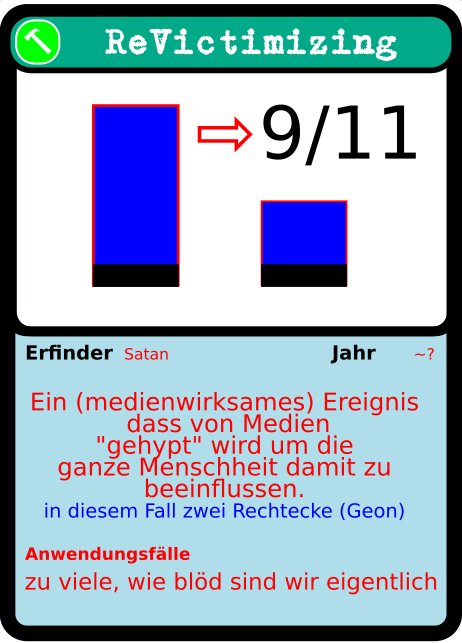 ReVictimizing
9/11
Erfinder Satan Jahr ~?
Ein (medienwirksames) Ereignis
dass von Medien
"gehypt" wird um die
ganze Menschheit damit zu
beeinflussen.
in diesem Fall zwei Rechtecke (Geon)
Anwendungsfälle
zu viele, wie blöd sind wir eigentlich